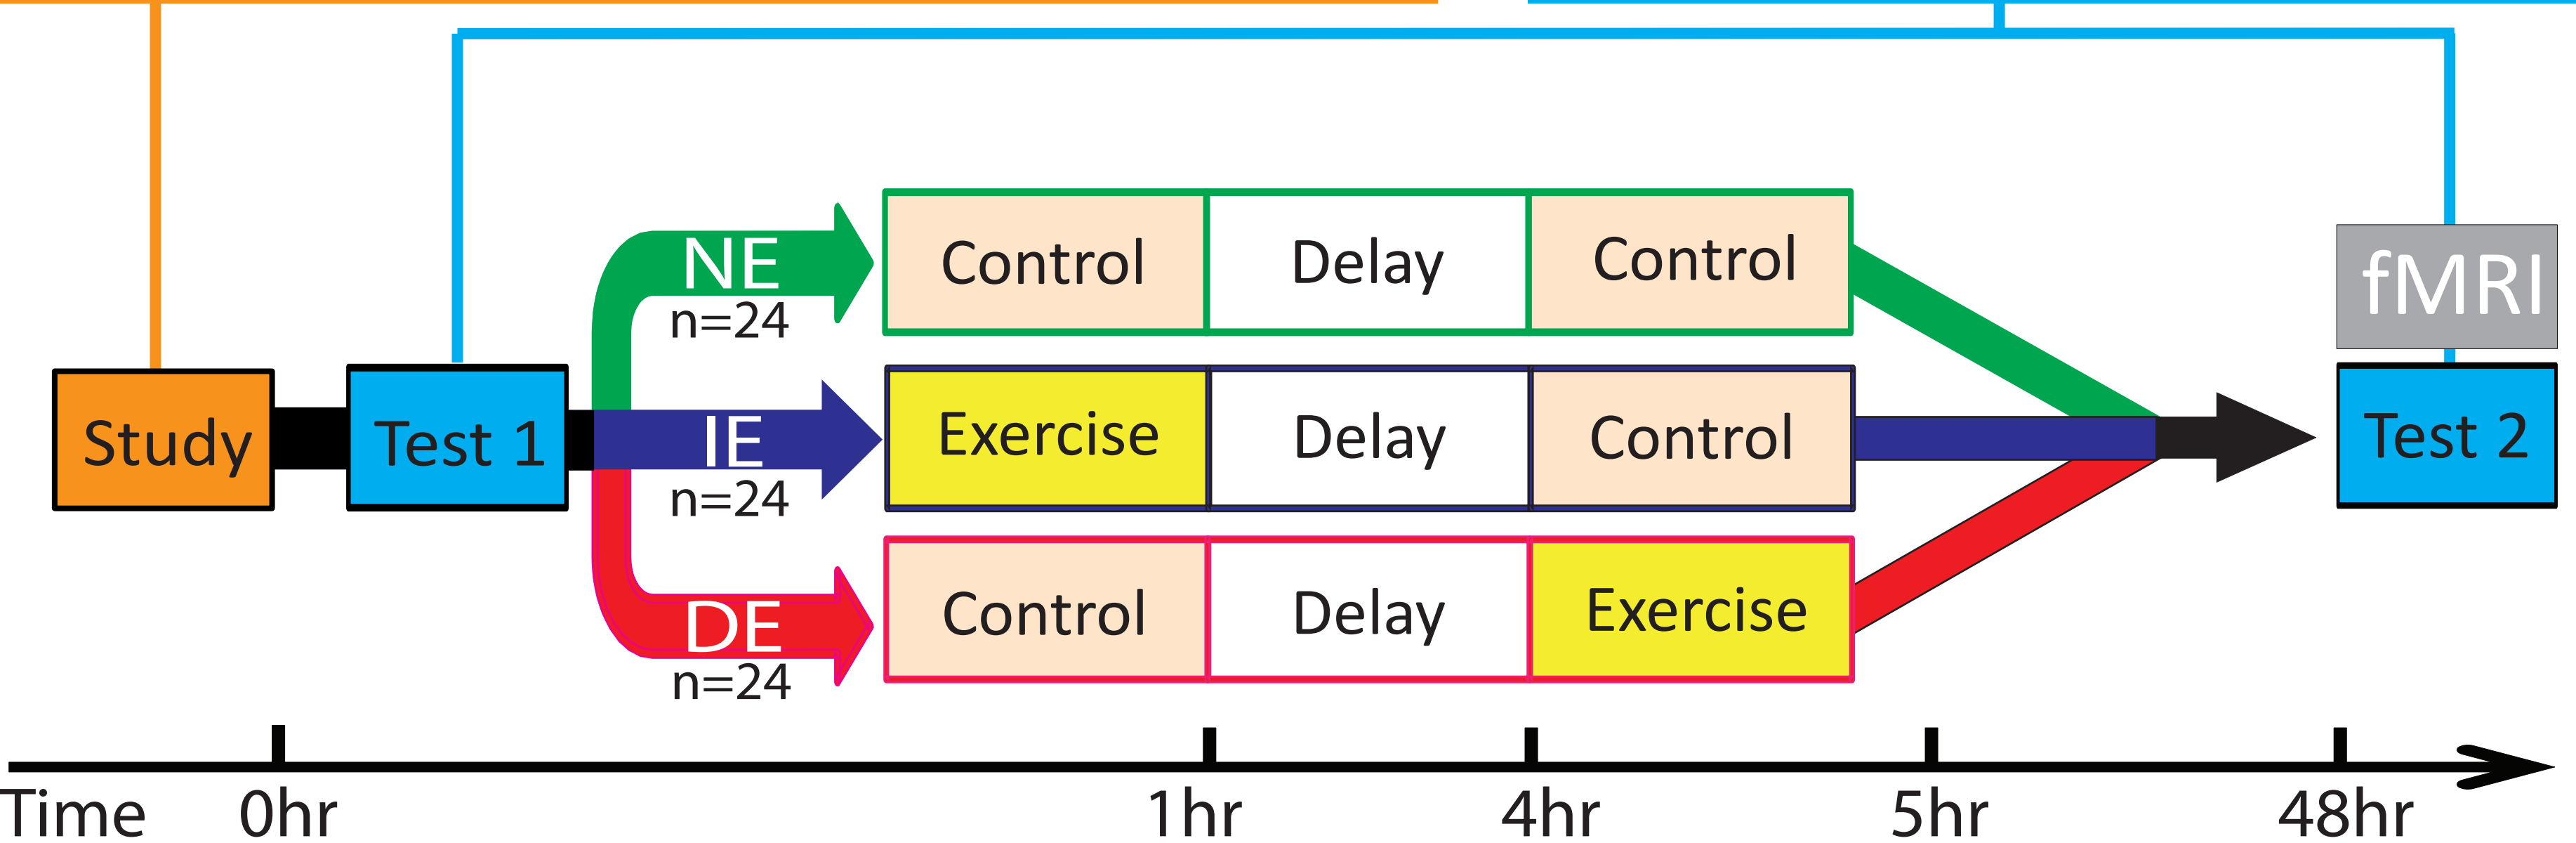 NE
n=24
Control
Delay
Control
fMRI
Study
Test 1
IE
n=24
Exercise
Delay
Control
Test 2
DE
n=24
Control
Delay
Exercise
Time
0hr
1hr
4hr
5hr
48hr